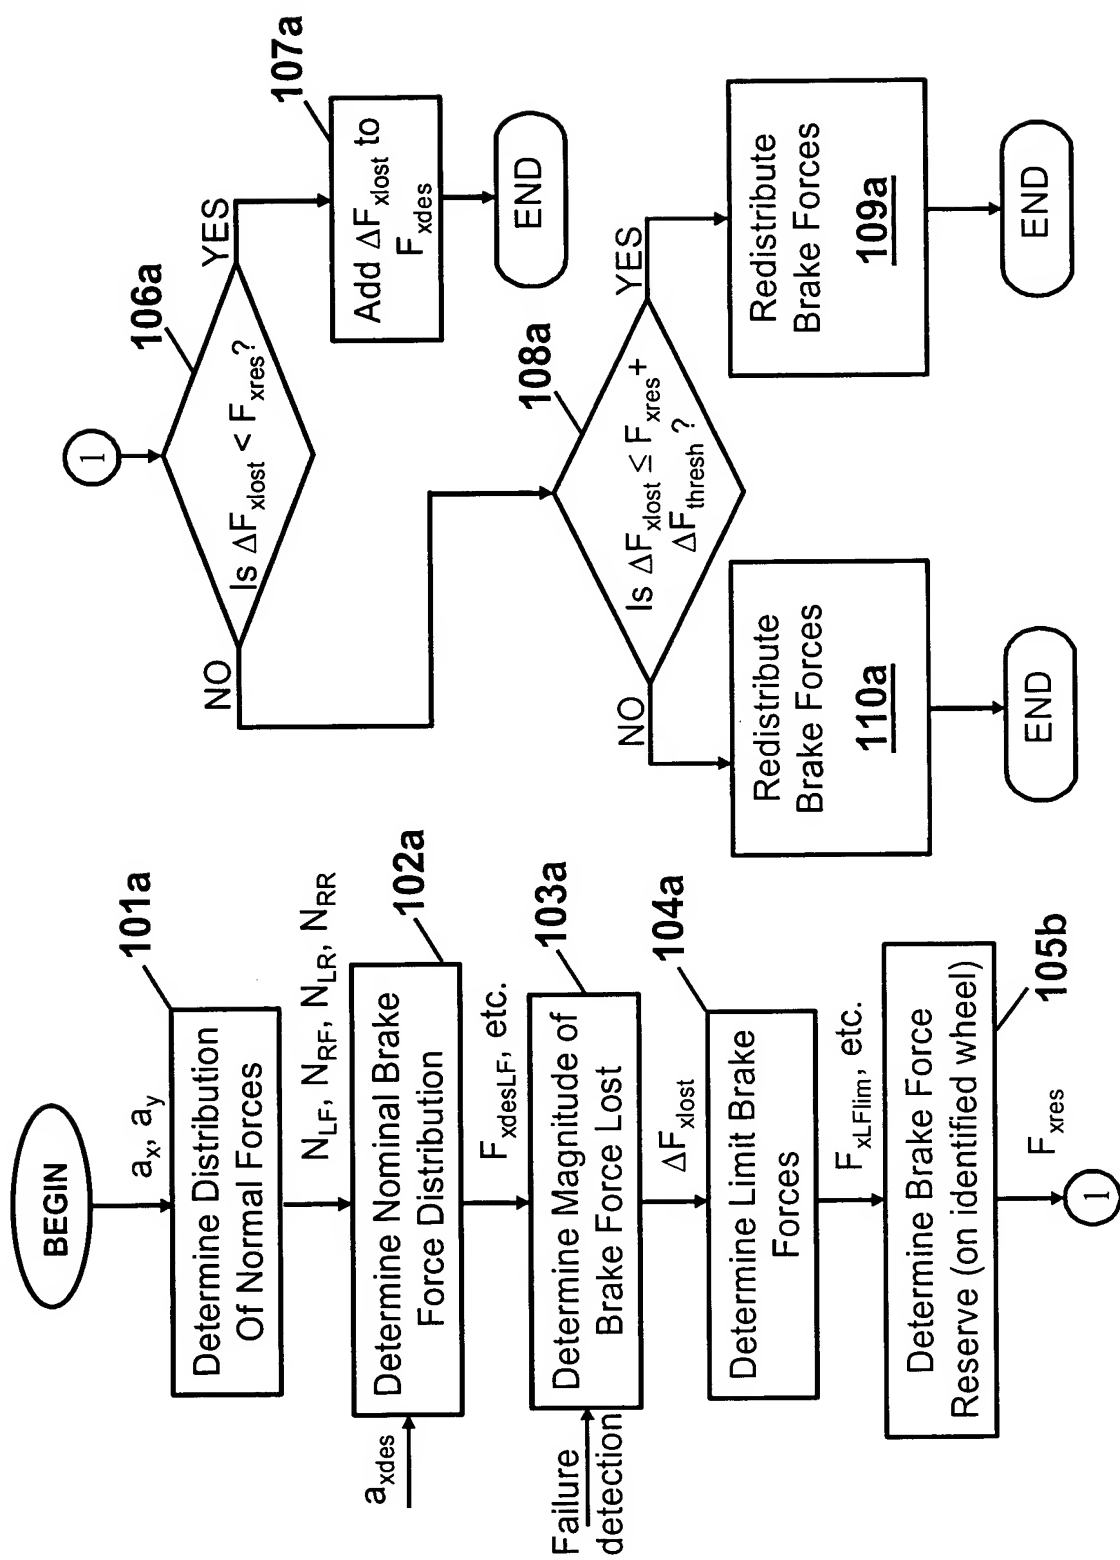 BEGIN
a_x, a_y
101a
Determine Distribution
Of Normal Forces
N_LF, N_RF, N_LR, N_RR
a_xdes
102a
Determine Nominal Brake
Force Distribution
F_xdesLF, etc.
Failure
detection
103a
Determine Magnitude of
Brake Force Lost
ΔF_xlost
104a
Determine Limit Brake
Forces
F_xLFlim, etc.
Determine Brake Force
Reserve (on identified wheel)
105b
F_xres
1
1
106a
Is ΔF_xlost < F_xres?
NO
YES
107a
Add ΔF_xlost to
F_xdes
END
108a
Is ΔF_xlost ≤ F_xres +
ΔF_thresh?
NO
YES
Redistribute
Brake Forces
110a
END
Redistribute
Brake Forces
109a
END